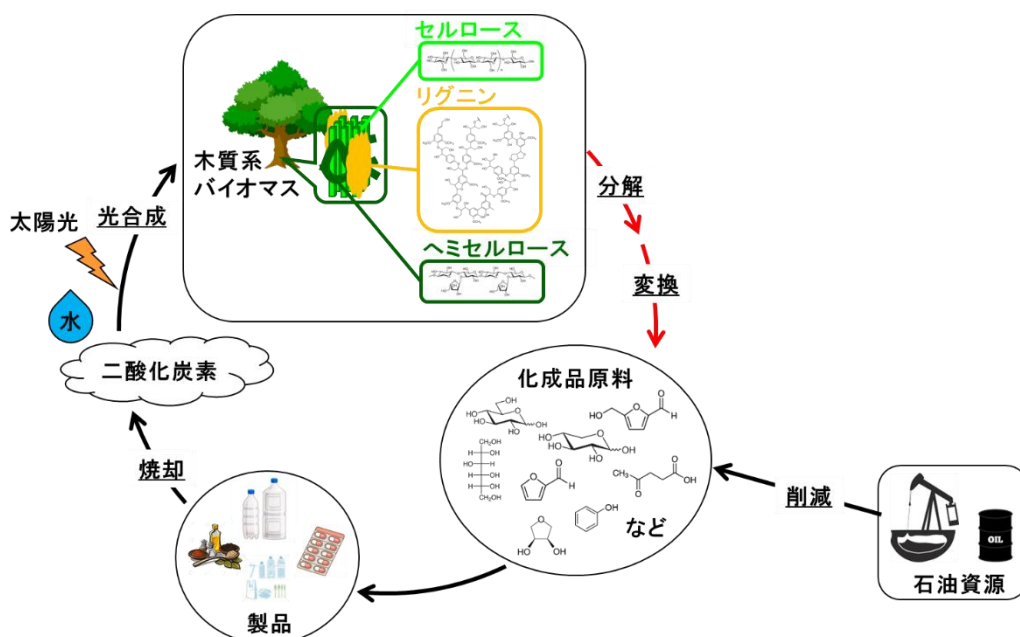 セルロース
リグニン
木質系
バイオマス
ヘミセルロース
太陽光
光合成
水
二酸化炭素
分解
変換
化成品原料
など
削減
OIL
石油資源
焼却
製品